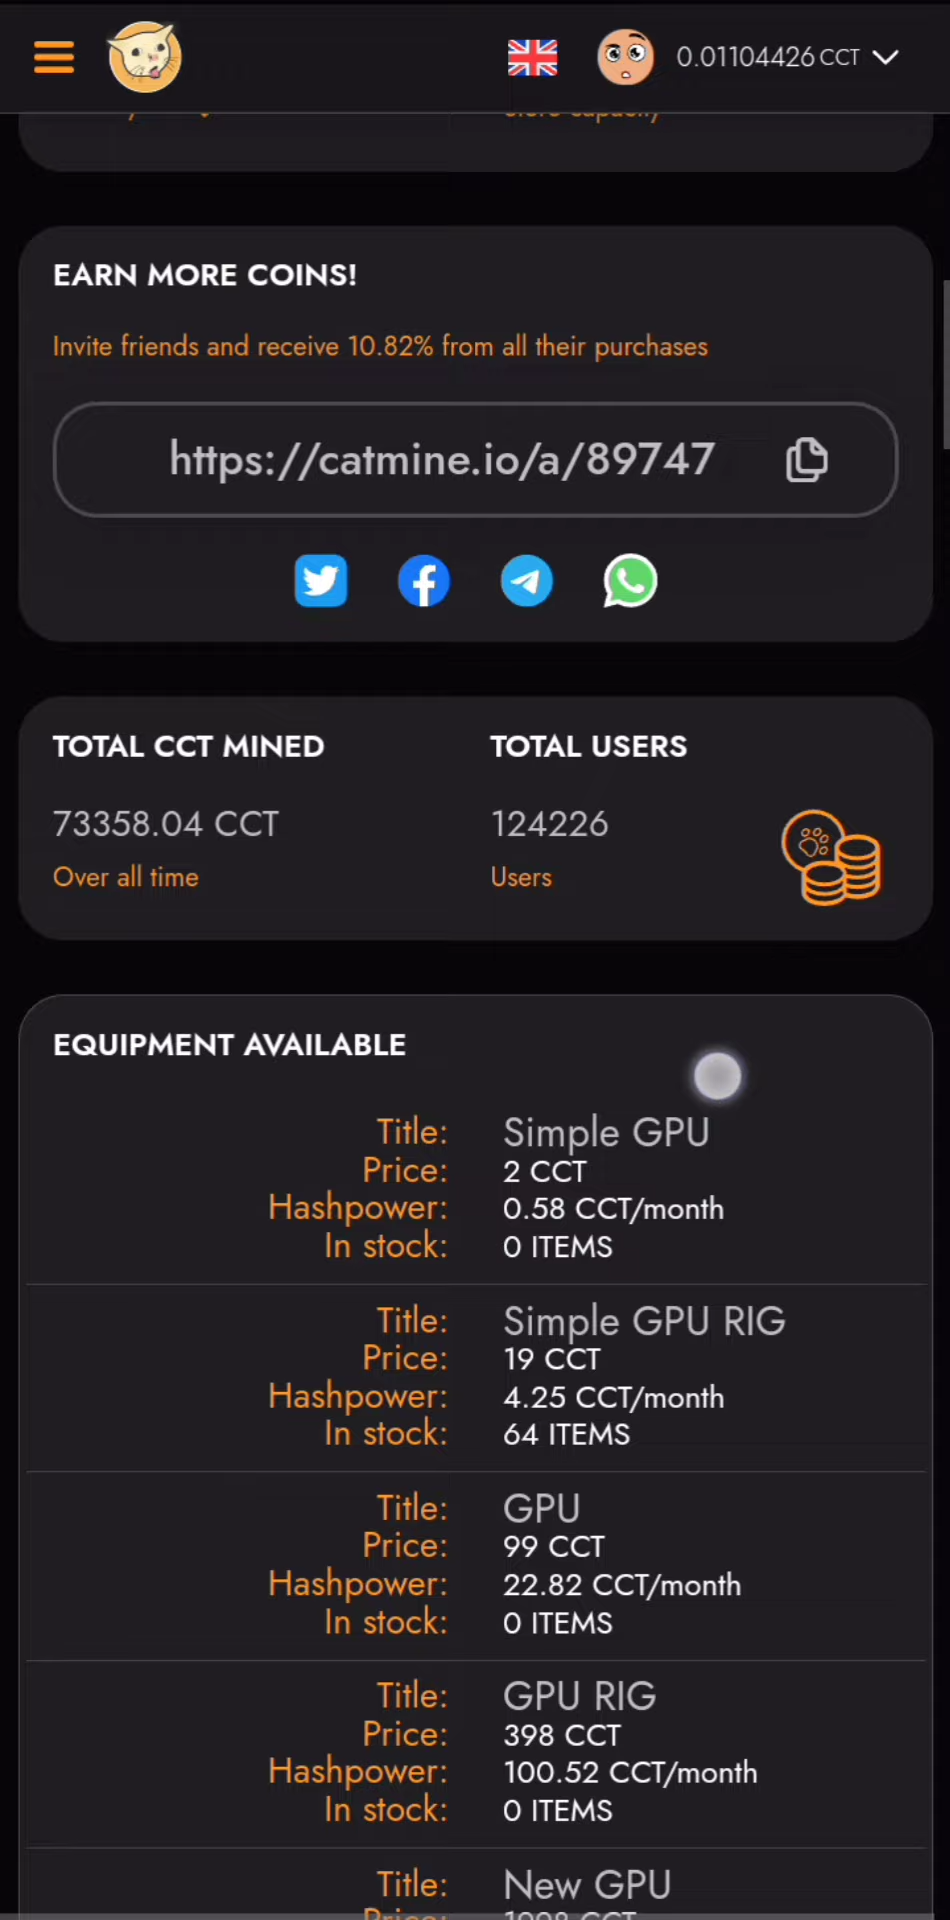 0.01104426 CCT
store capacity
EARN MORE COINS!
Invite friends and receive 10.82% from all their purchases
https://catmine.io/a/89747
TOTAL CCT MINED
TOTAL USERS
73358.04 CCT
124226
Over all time
Users
EQUIPMENT AVAILABLE
Title: Simple GPU
Price: 2 CCT
Hashpower: 0.58 CCT/month
In stock: 0 ITEMS
Title: Simple GPU RIG
Price: 19 CCT
Hashpower: 4.25 CCT/month
In stock: 64 ITEMS
Title: GPU
Price: 99 CCT
Hashpower: 22.82 CCT/month
In stock: 0 ITEMS
Title: GPU RIG
Price: 398 CCT
Hashpower: 100.52 CCT/month
In stock: 0 ITEMS
Title: New GPU
Price: